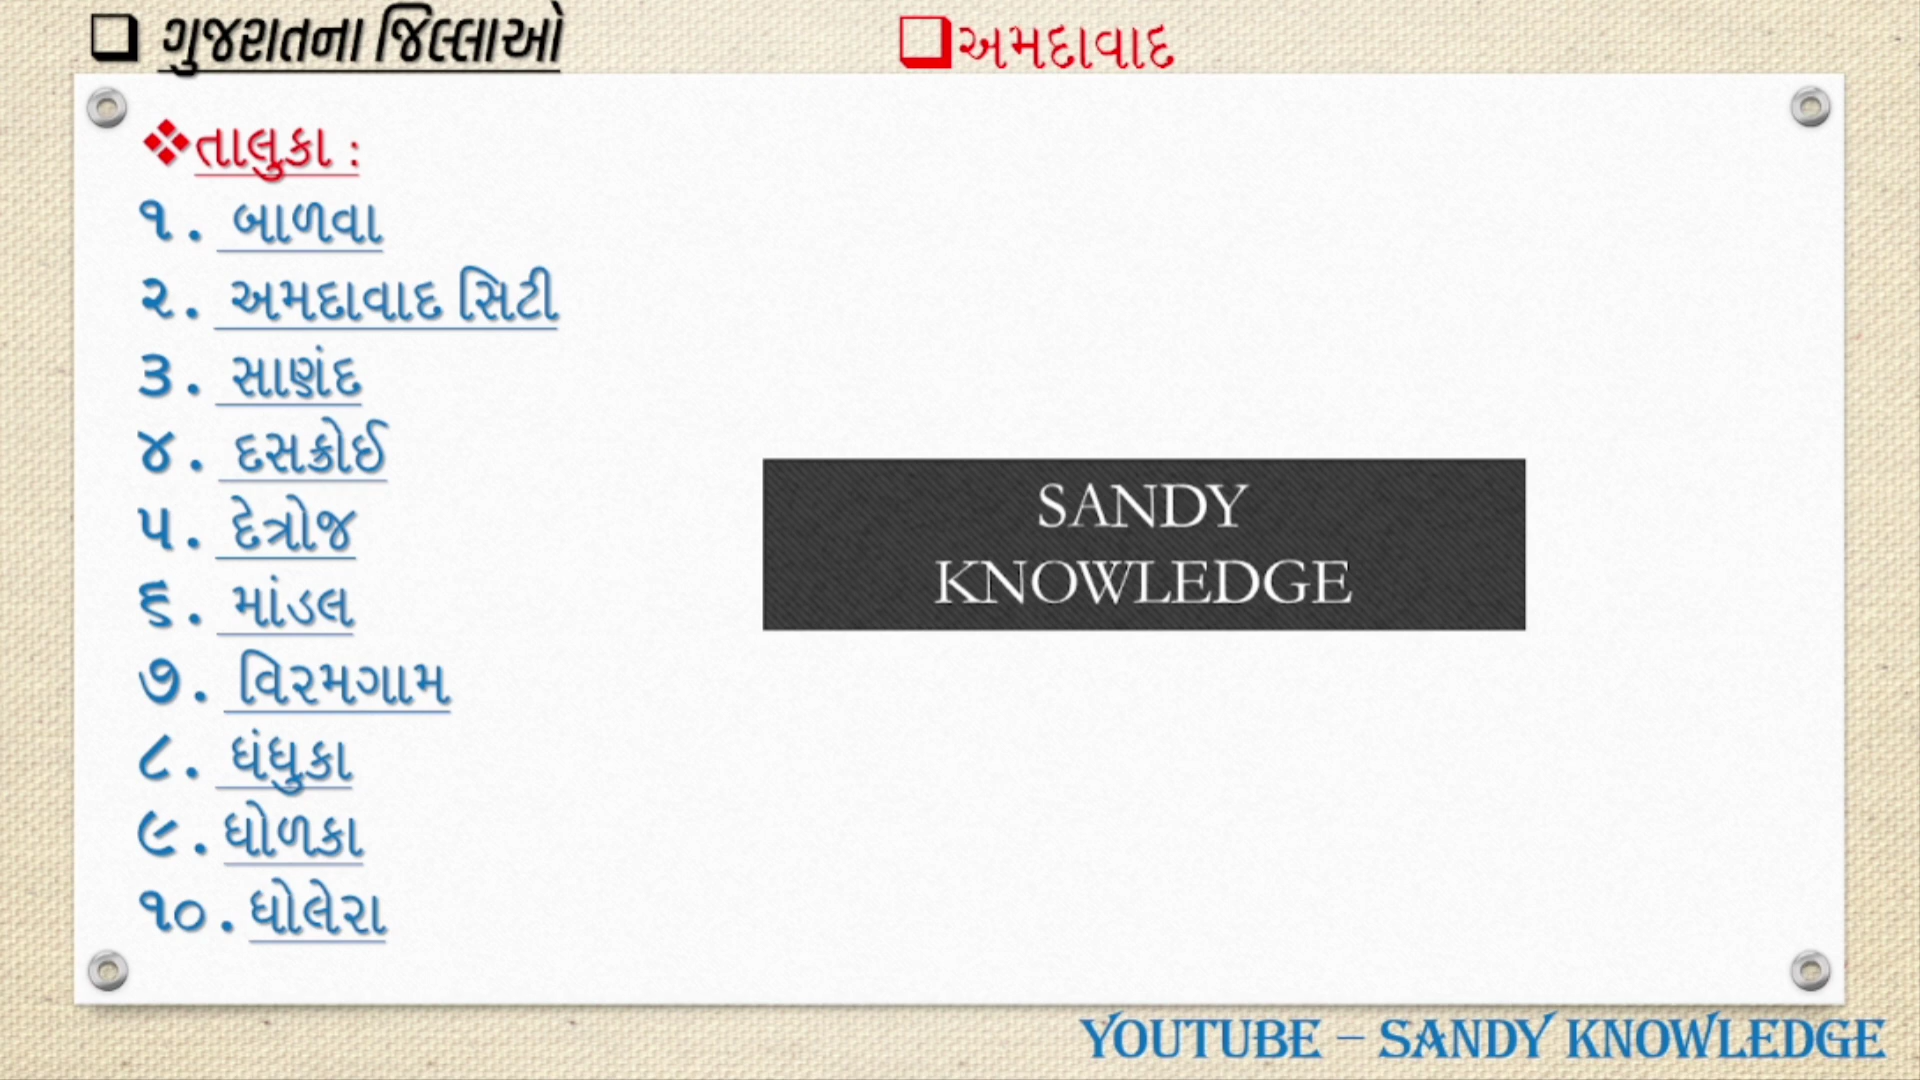 ગુજરાતના જિલ્લાઓ
અમદાવાદ
તાલુકા :
૧. બાળવા
૨. અમદાવાદ સિટી
૩. સાણંદ
૪. દસક્રોઈ
૫. દેત્રોજ
૬. માંડલ
૭. વિરમગામ
૮. ધંધુકા
૯. ધોળકા
૧૦. ધોલેરા
SANDY
KNOWLEDGE
YOUTUBE – SANDY KNOWLEDGE